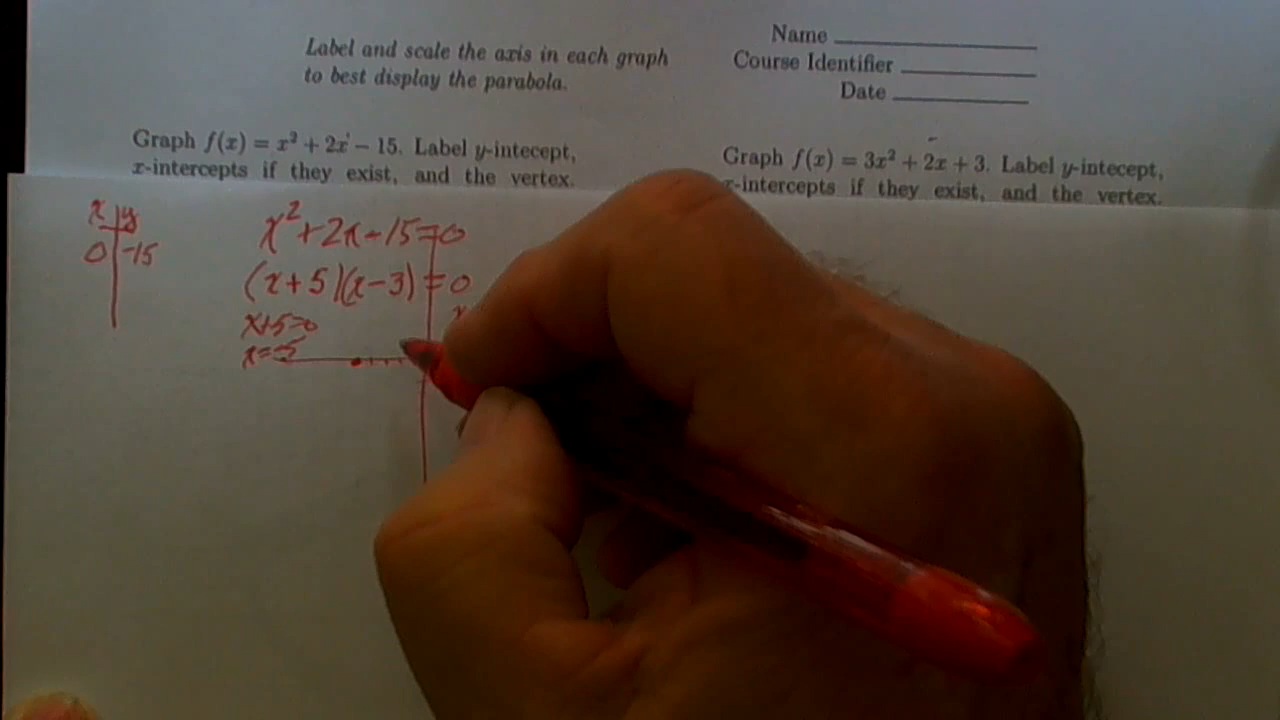 Label and scale the axis in each graph
to best display the parabola.
Name
Course Identifier
Date
Graph f(x) = x² + 2x − 15. Label y-intecept,
x-intercepts if they exist, and the vertex.
Graph f(x) = 3x² + 2x + 3. Label y-intecept,
x-intercepts if they exist, and the vertex.
x y
0 -15
x²+2x-15=0
(x+5)(x-3)=0
x+5=0
x=-5
x